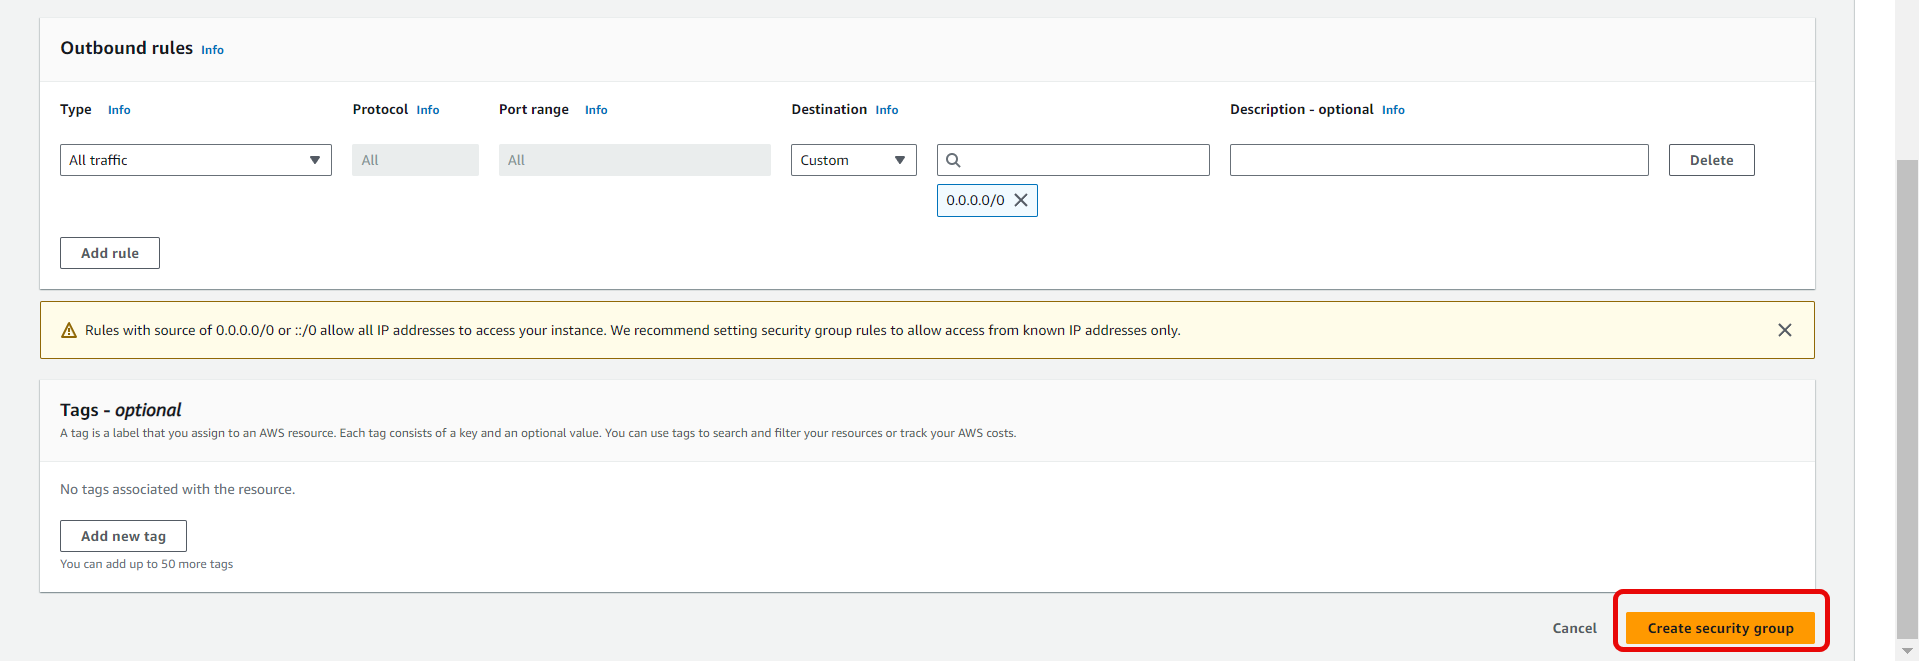 Outbound rules Info
Type Info Protocol Info Port range Info Destination Info Description - optional Info
All traffic All All Custom Delete
0.0.0.0/0
Add rule
Rules with source of 0.0.0.0/0 or ::/0 allow all IP addresses to access your instance. We recommend setting security group rules to allow access from known IP addresses only.
Tags - optional
A tag is a label that you assign to an AWS resource. Each tag consists of a key and an optional value. You can use tags to search and filter your resources or track your AWS costs.
No tags associated with the resource.
Add new tag
You can add up to 50 more tags
Cancel Create security group